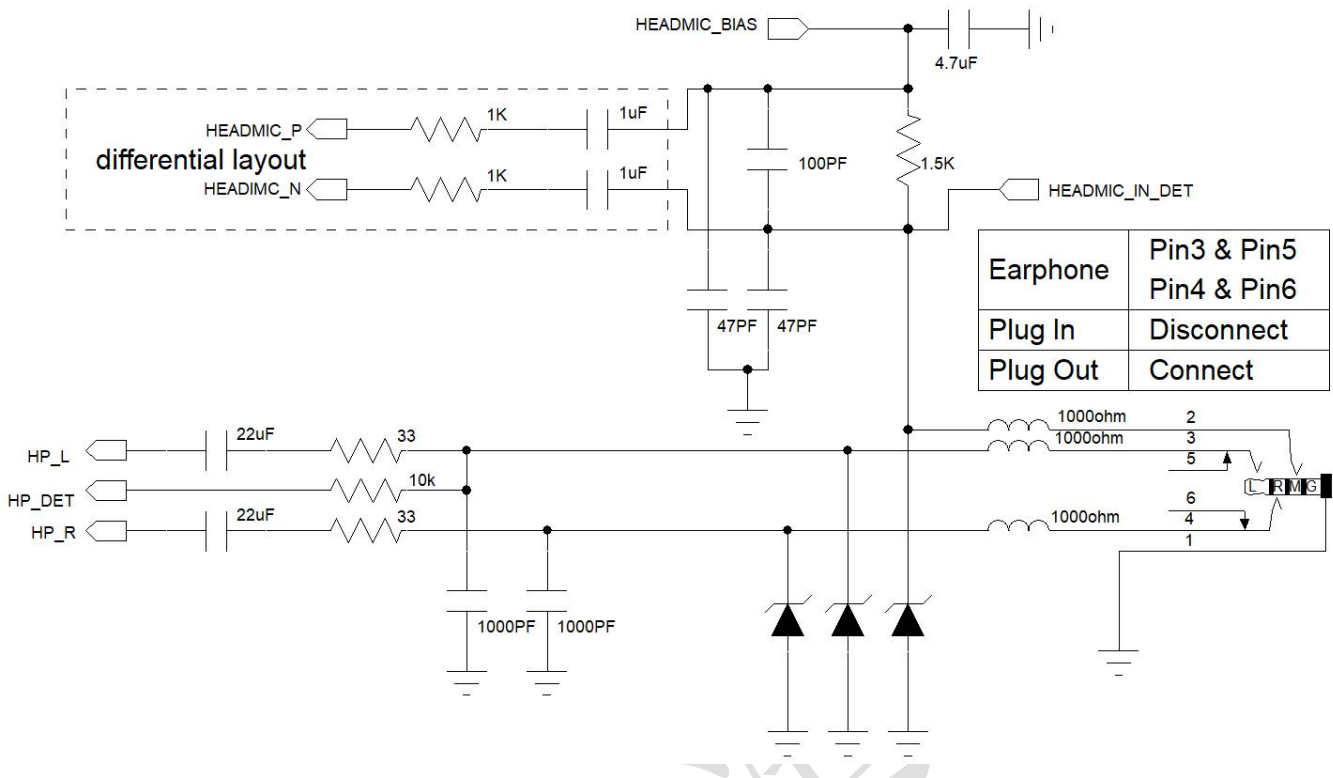 HEADMIC_BIAS
4.7uF
HEADMIC_P
1K
1uF
differential layout
100PF
1.5K
HEADIMC_N
1K
1uF
HEADMIC_IN_DET
Earphone
Pin3 & Pin5
Pin4 & Pin6
Plug In
Disconnect
Plug Out
Connect
47PF
47PF
1000ohm
2
1000ohm
3
5
HP_L
22uF
33
HP_DET
10k
L
R
M
G
HP_R
22uF
33
1000ohm
6
4
1
1000PF
1000PF